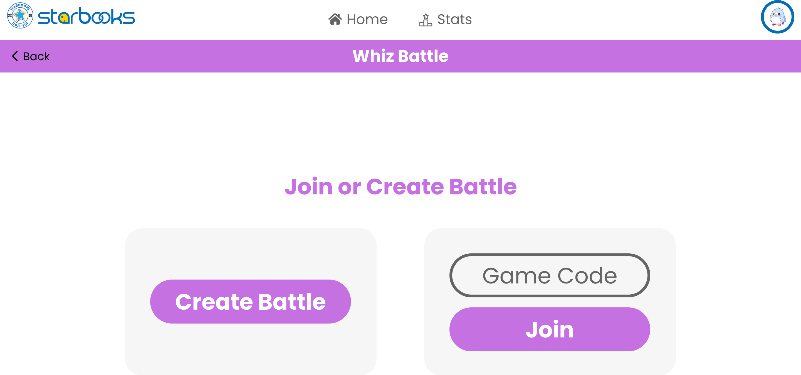 starbooks
Home
Stats
Back
Whiz Battle
Join or Create Battle
Create Battle
Game Code
Join